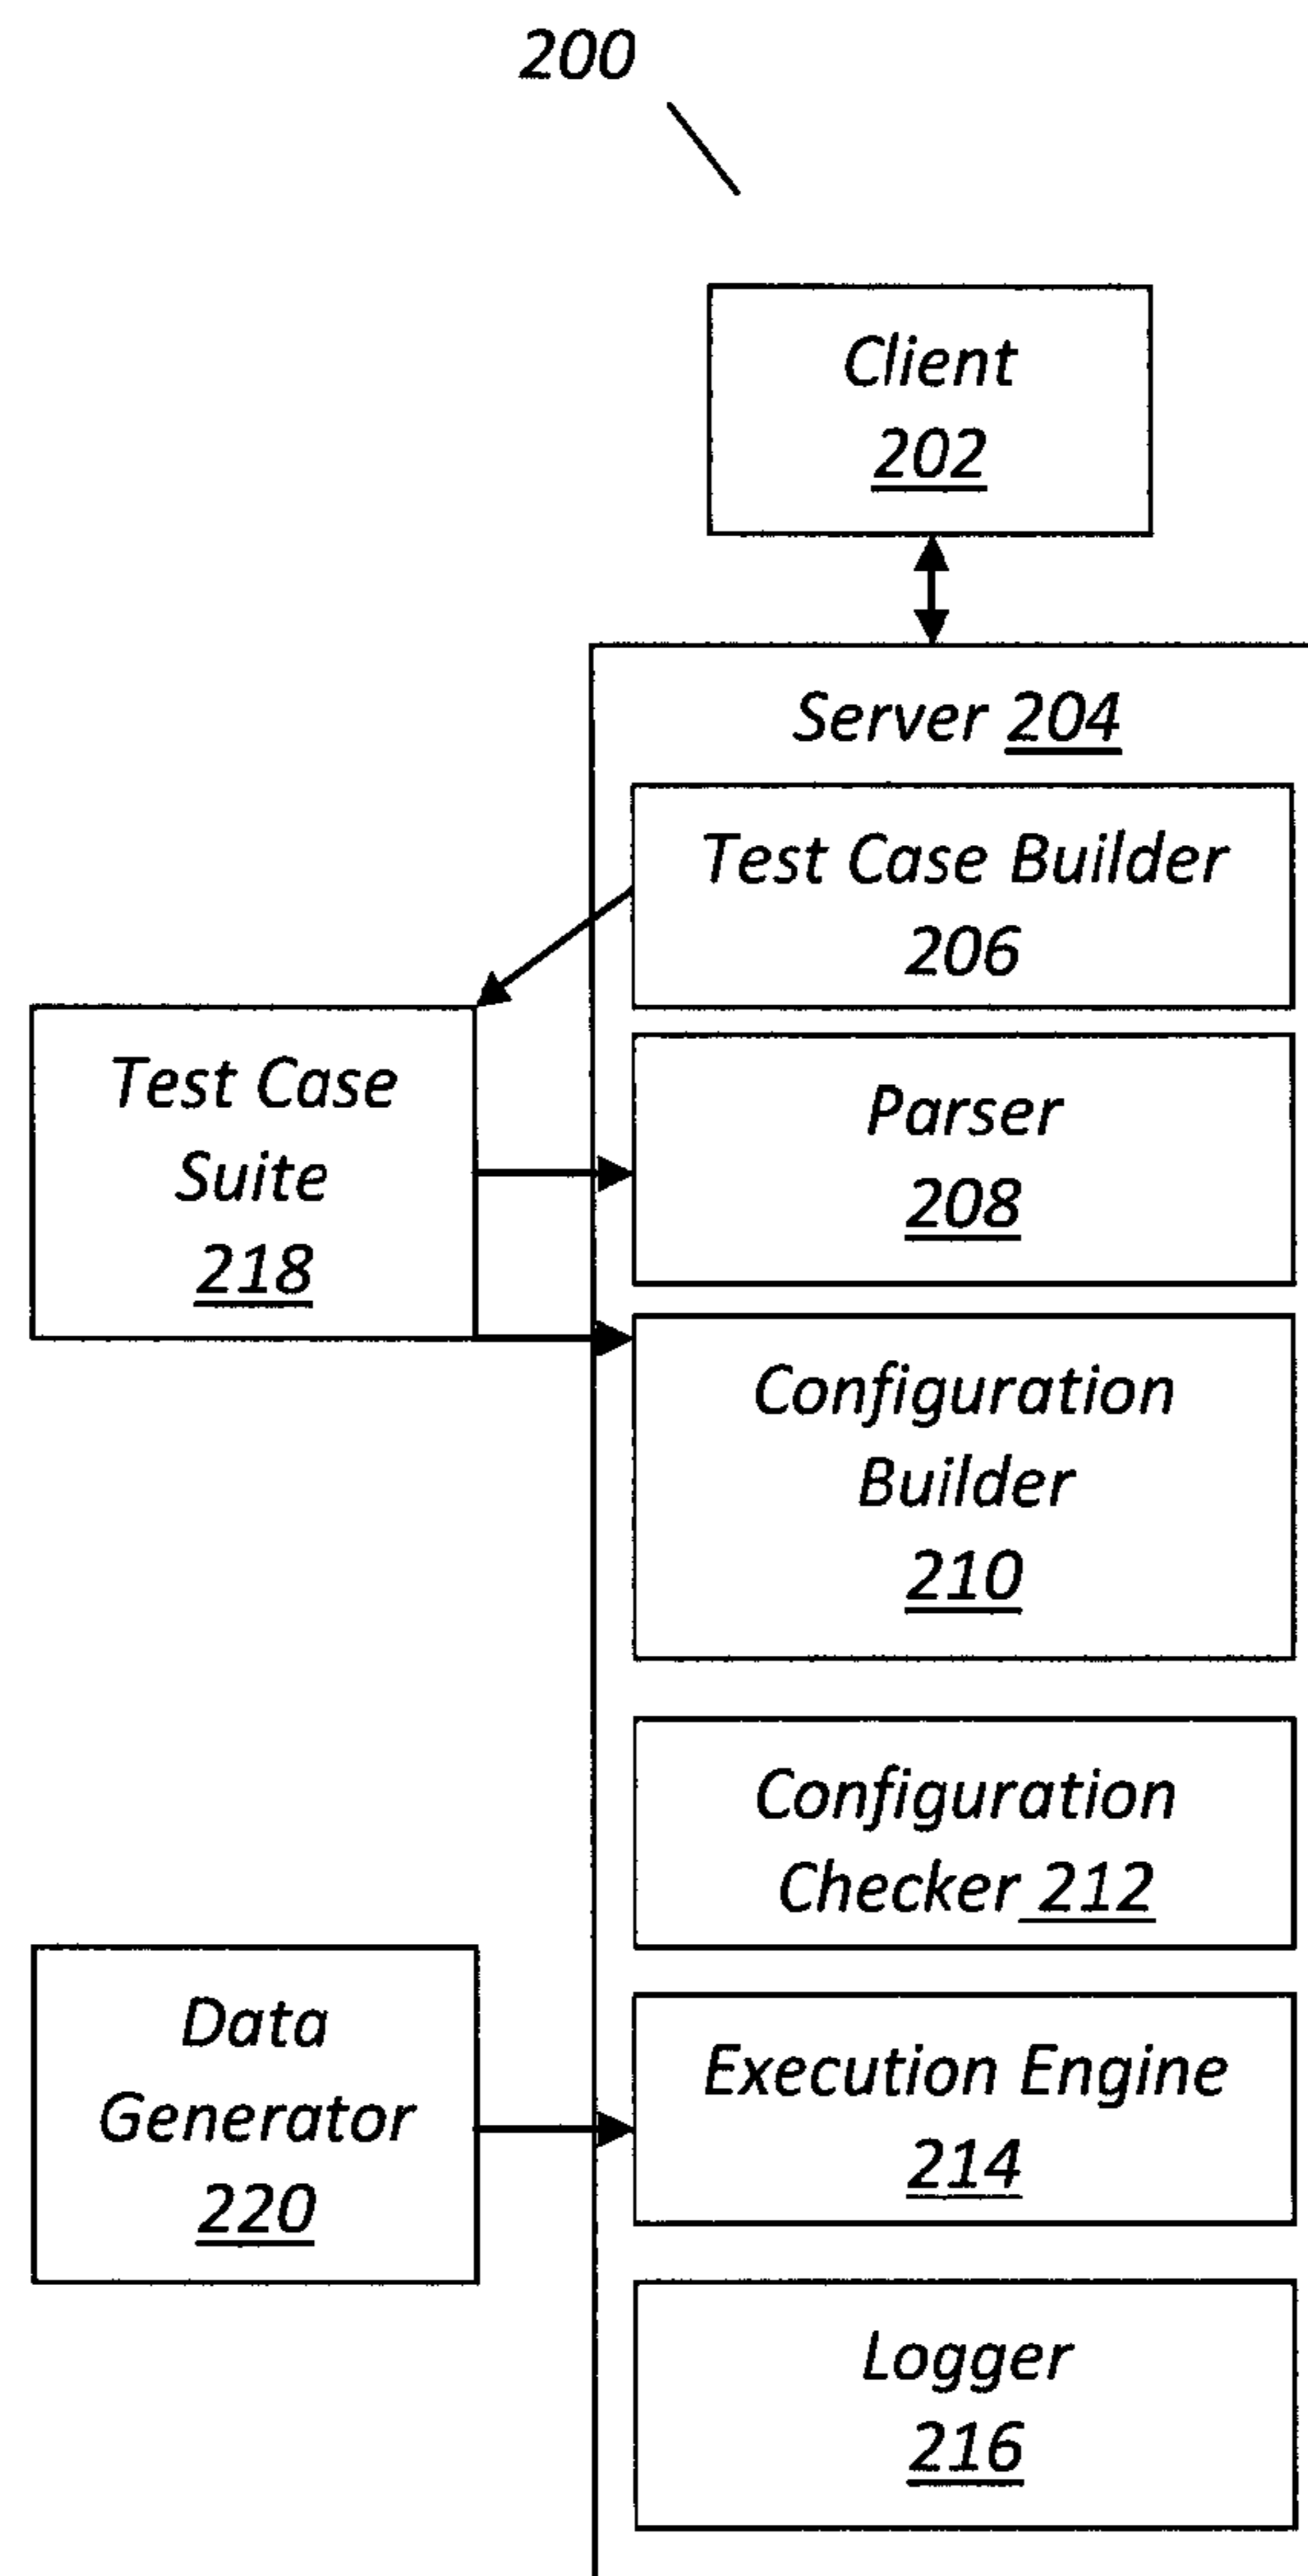 200
Client
202
Server 204
Test Case Builder
206
Test Case
Suite
218
Parser
208
Configuration
Builder
210
Configuration
Checker 212
Data
Generator
220
Execution Engine
214
Logger
216